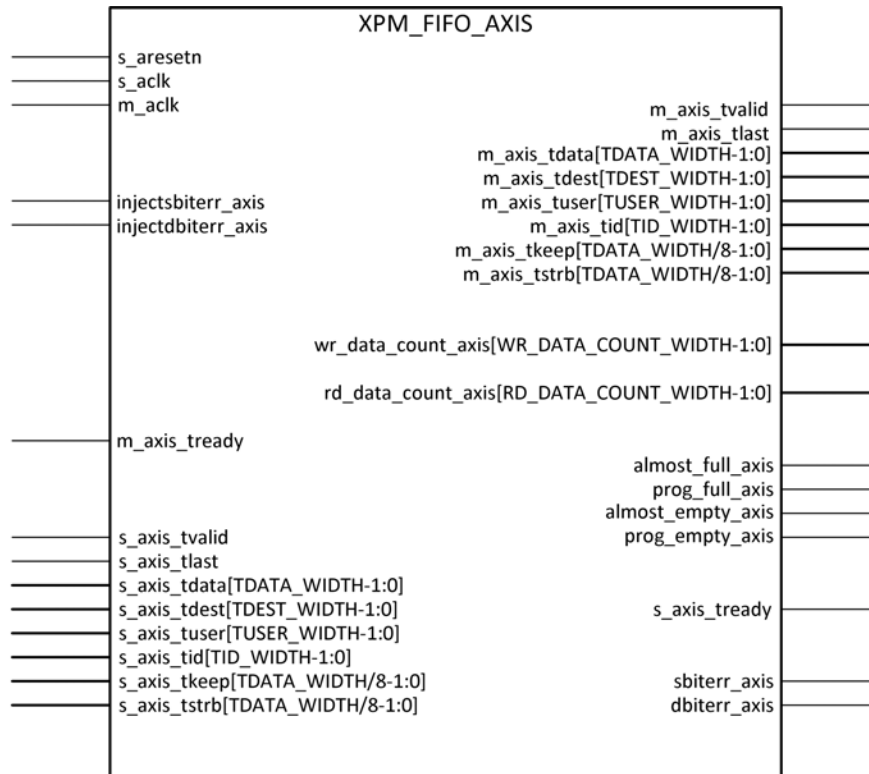 XPM_FIFO_AXIS
s_aresetn
s_aclk
m_aclk
m_axis_tvalid
m_axis_tlast
m_axis_tdata[TDATA_WIDTH-1:0]
m_axis_tdest[TDEST_WIDTH-1:0]
injectsbiterr_axis
m_axis_tuser[TUSER_WIDTH-1:0]
injectdbiterr_axis
m_axis_tid[TID_WIDTH-1:0]
m_axis_tkeep[TDATA_WIDTH/8-1:0]
m_axis_tstrb[TDATA_WIDTH/8-1:0]
wr_data_count_axis[WR_DATA_COUNT_WIDTH-1:0]
rd_data_count_axis[RD_DATA_COUNT_WIDTH-1:0]
m_axis_tready
almost_full_axis
prog_full_axis
almost_empty_axis
s_axis_tvalid
prog_empty_axis
s_axis_tlast
s_axis_tdata[TDATA_WIDTH-1:0]
s_axis_tdest[TDEST_WIDTH-1:0]
s_axis_tready
s_axis_tuser[TUSER_WIDTH-1:0]
s_axis_tid[TID_WIDTH-1:0]
s_axis_tkeep[TDATA_WIDTH/8-1:0]
sbiterr_axis
s_axis_tstrb[TDATA_WIDTH/8-1:0]
dbiterr_axis